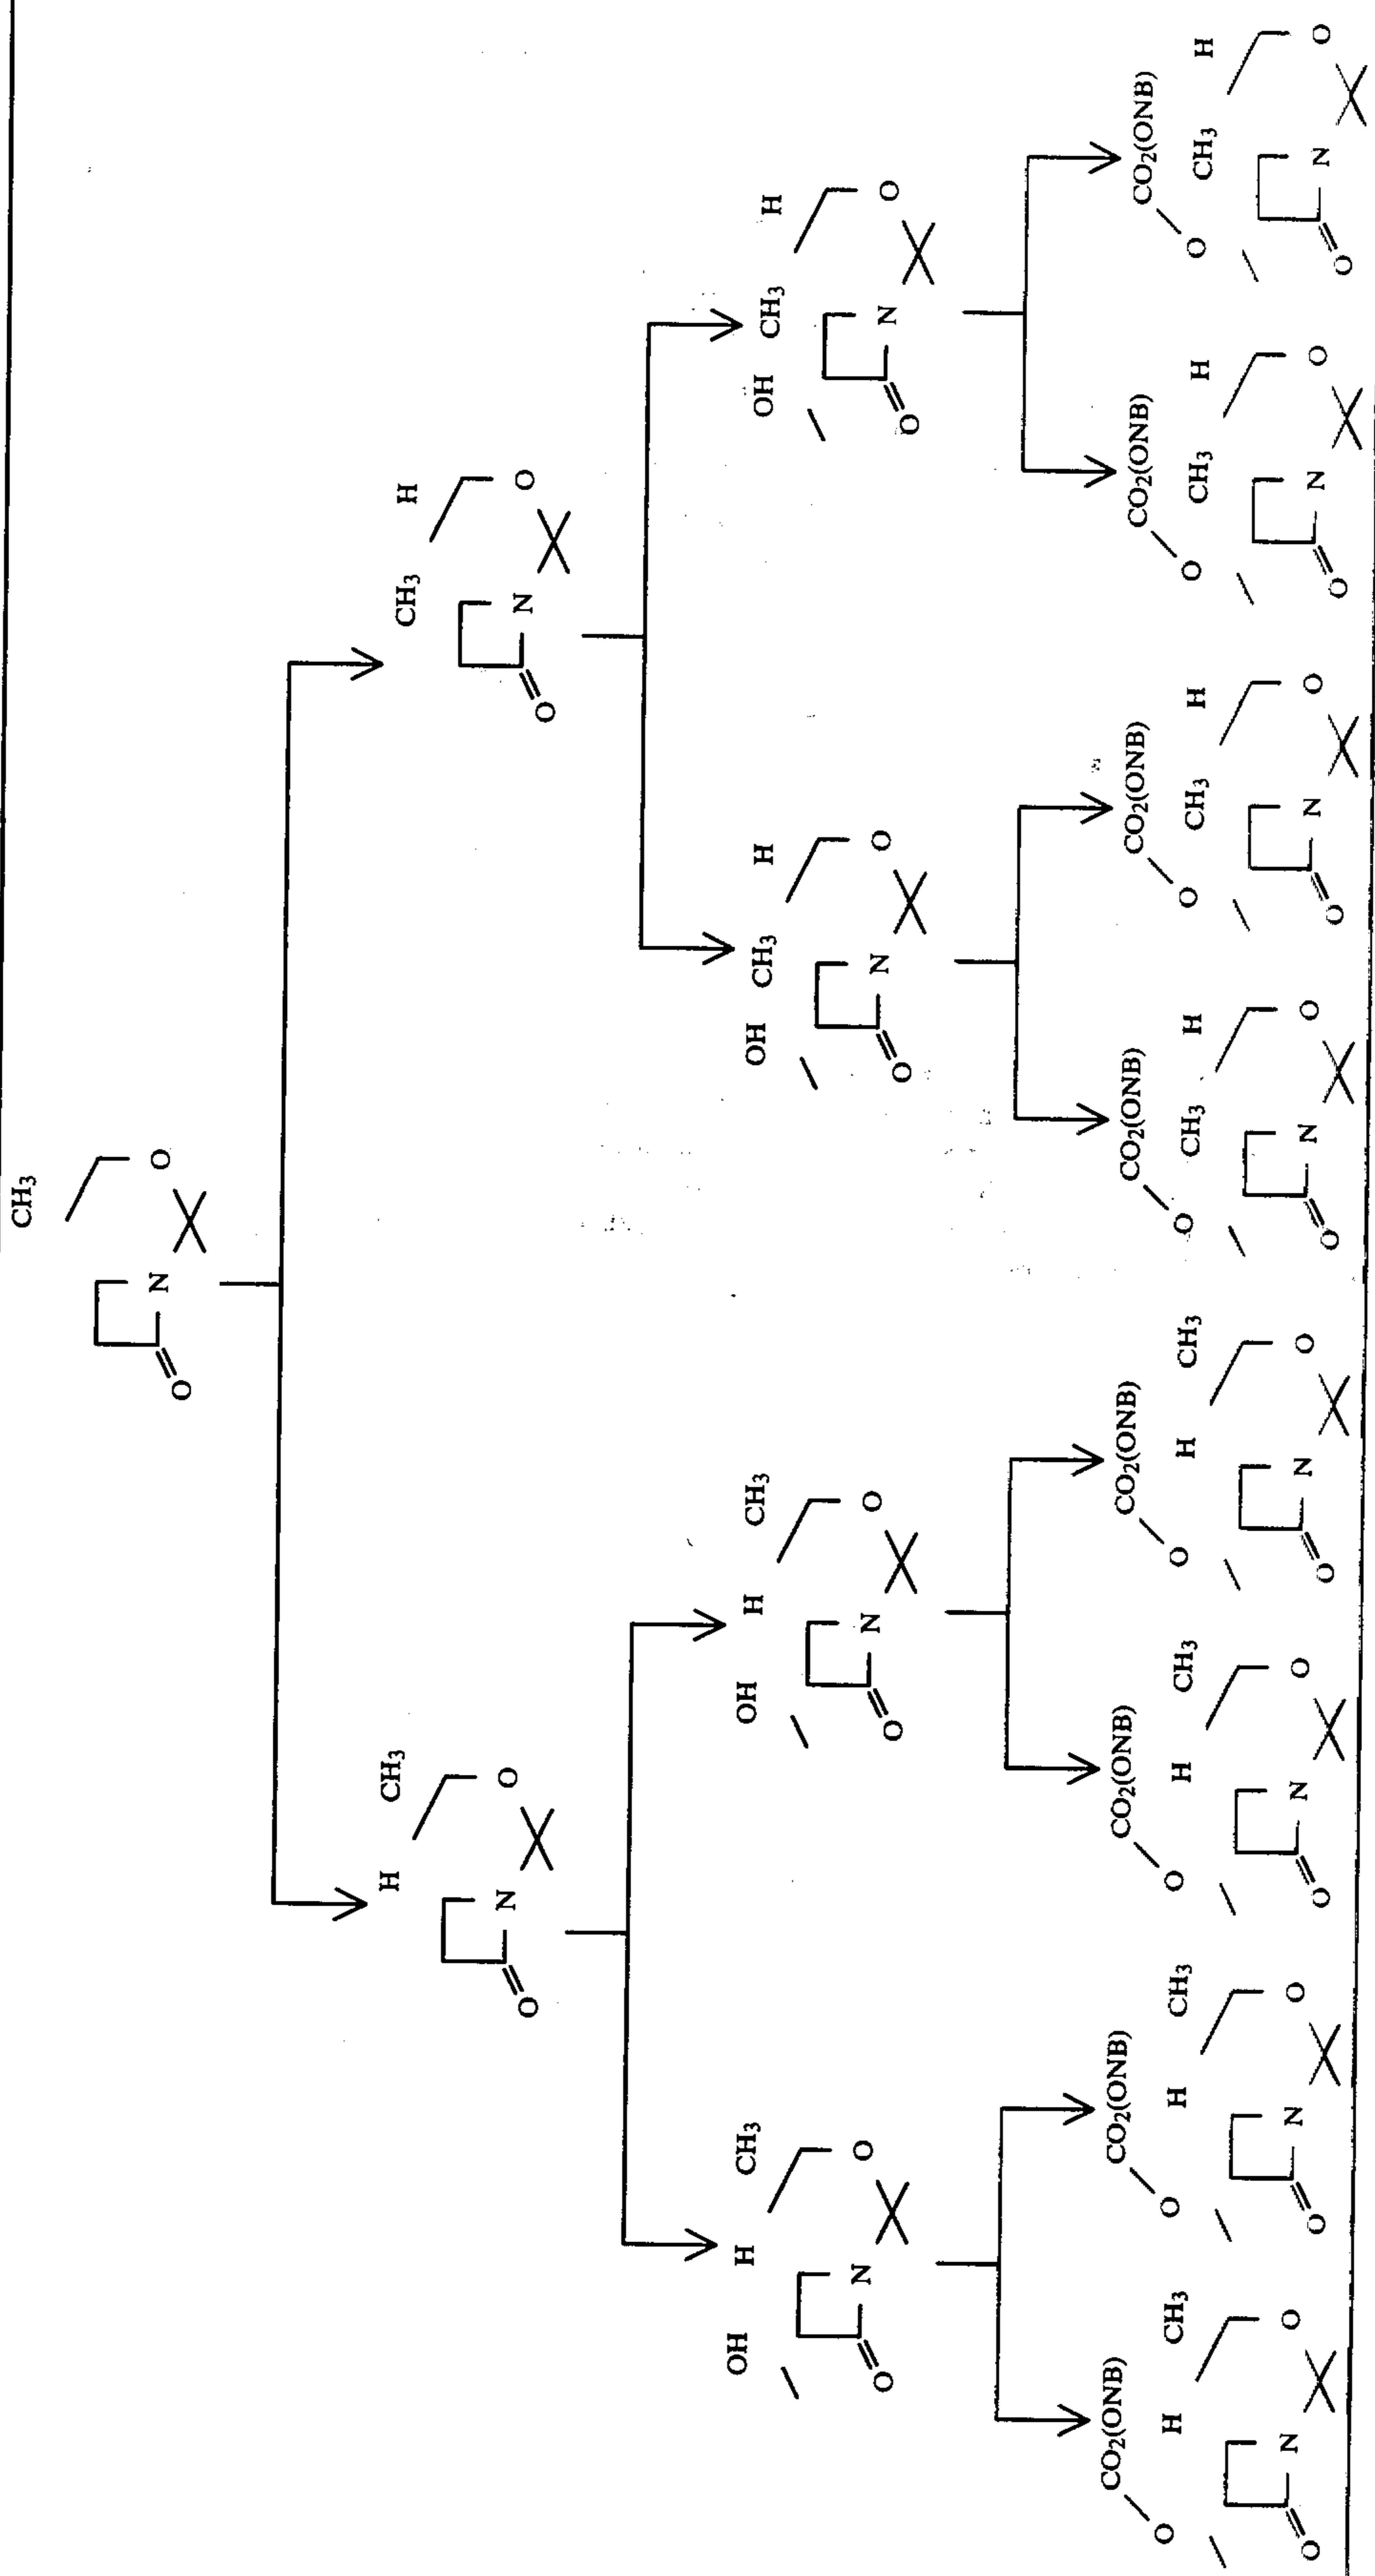 CH₃
N O
O
H CH₃ CH₃ H
N O N O
O O
OH H CH₃ OH H CH₃ OH CH₃ H OH CH₃ H
N O N O N O N O
O O O O
CO₂(ONB) CO₂(ONB) CO₂(ONB) CO₂(ONB) CO₂(ONB) CO₂(ONB) CO₂(ONB) CO₂(ONB)
O H CH₃ O H CH₃ O H CH₃ O H CH₃ O CH₃ H O CH₃ H O CH₃ H O CH₃ H
N O N O N O N O N O N O N O N O
O O O O O O O O